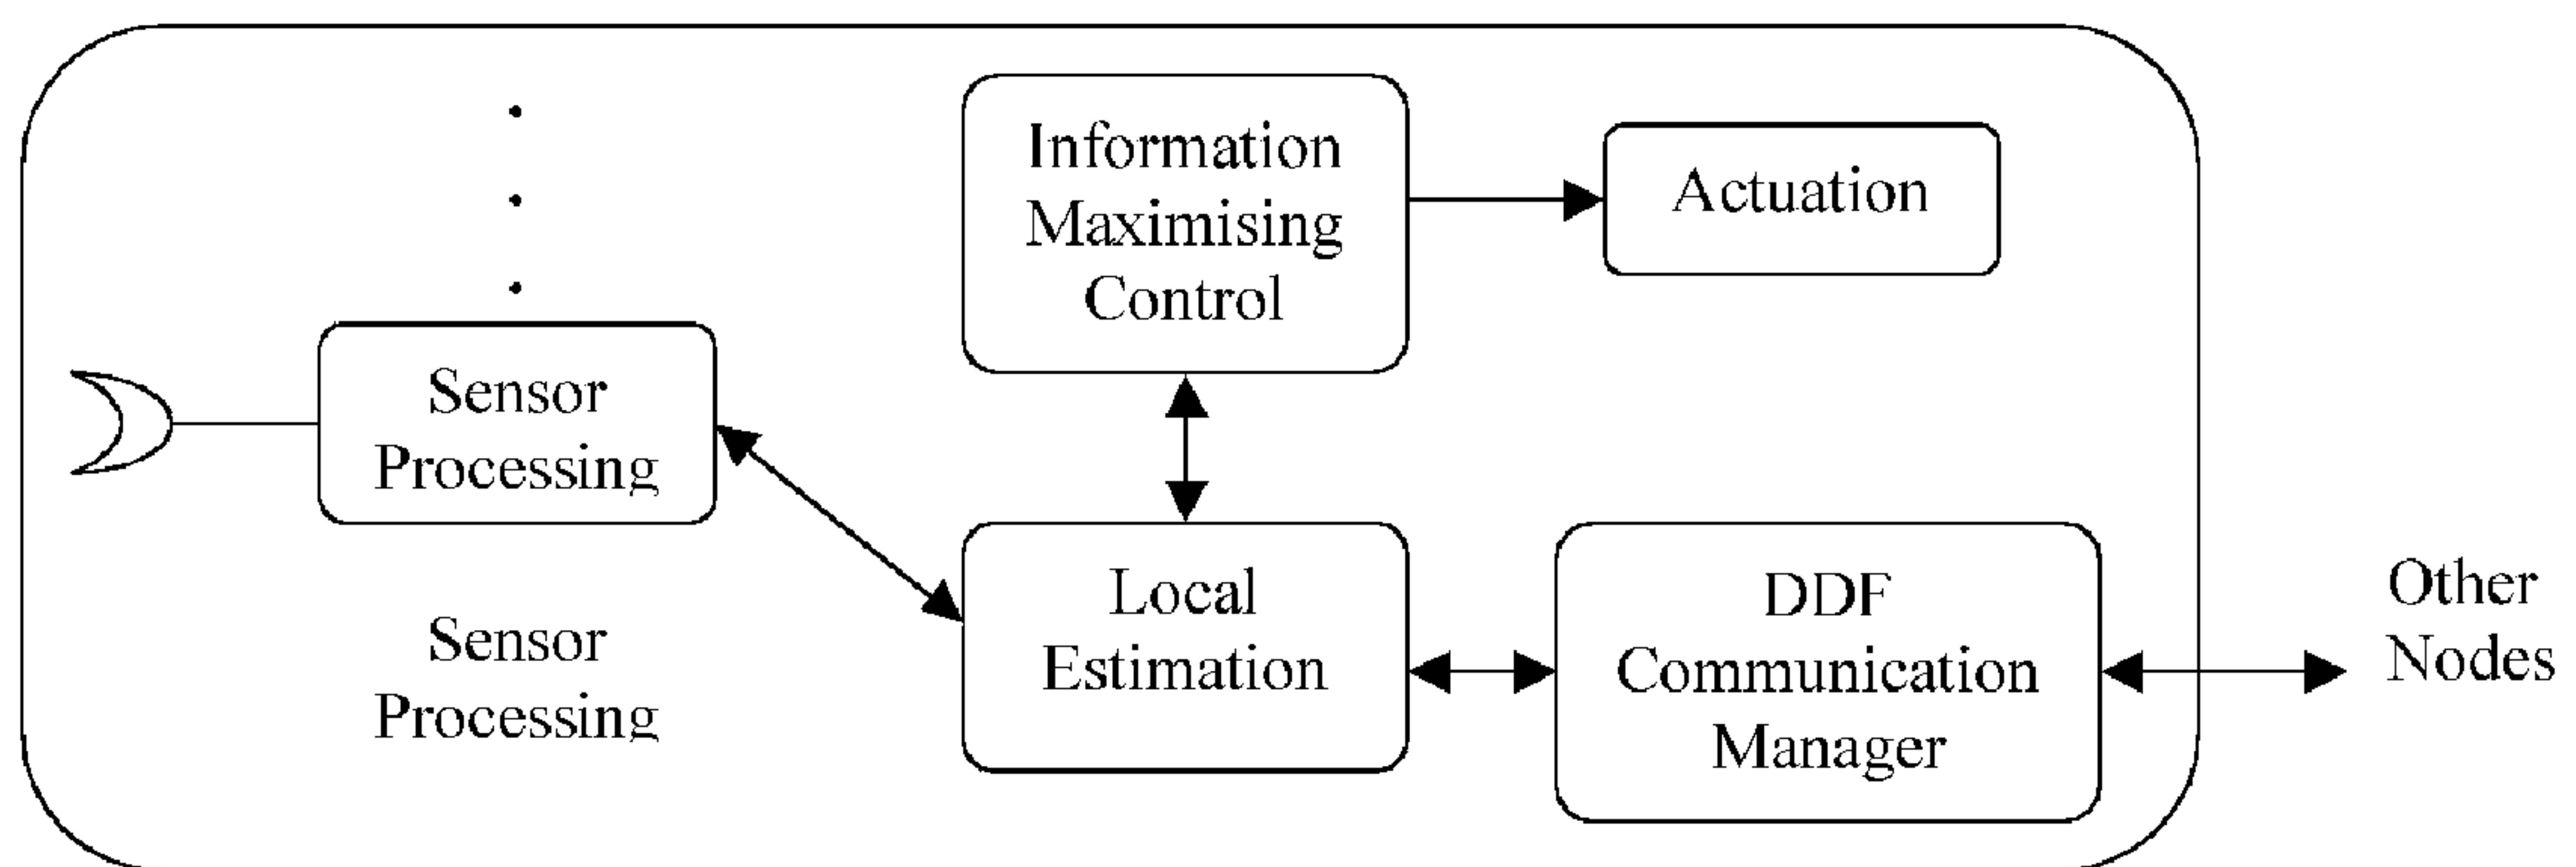 Information
Maximising
Control
Actuation
Sensor
Processing
Sensor
Processing
Local
Estimation
DDF
Communication
Manager
Other
Nodes